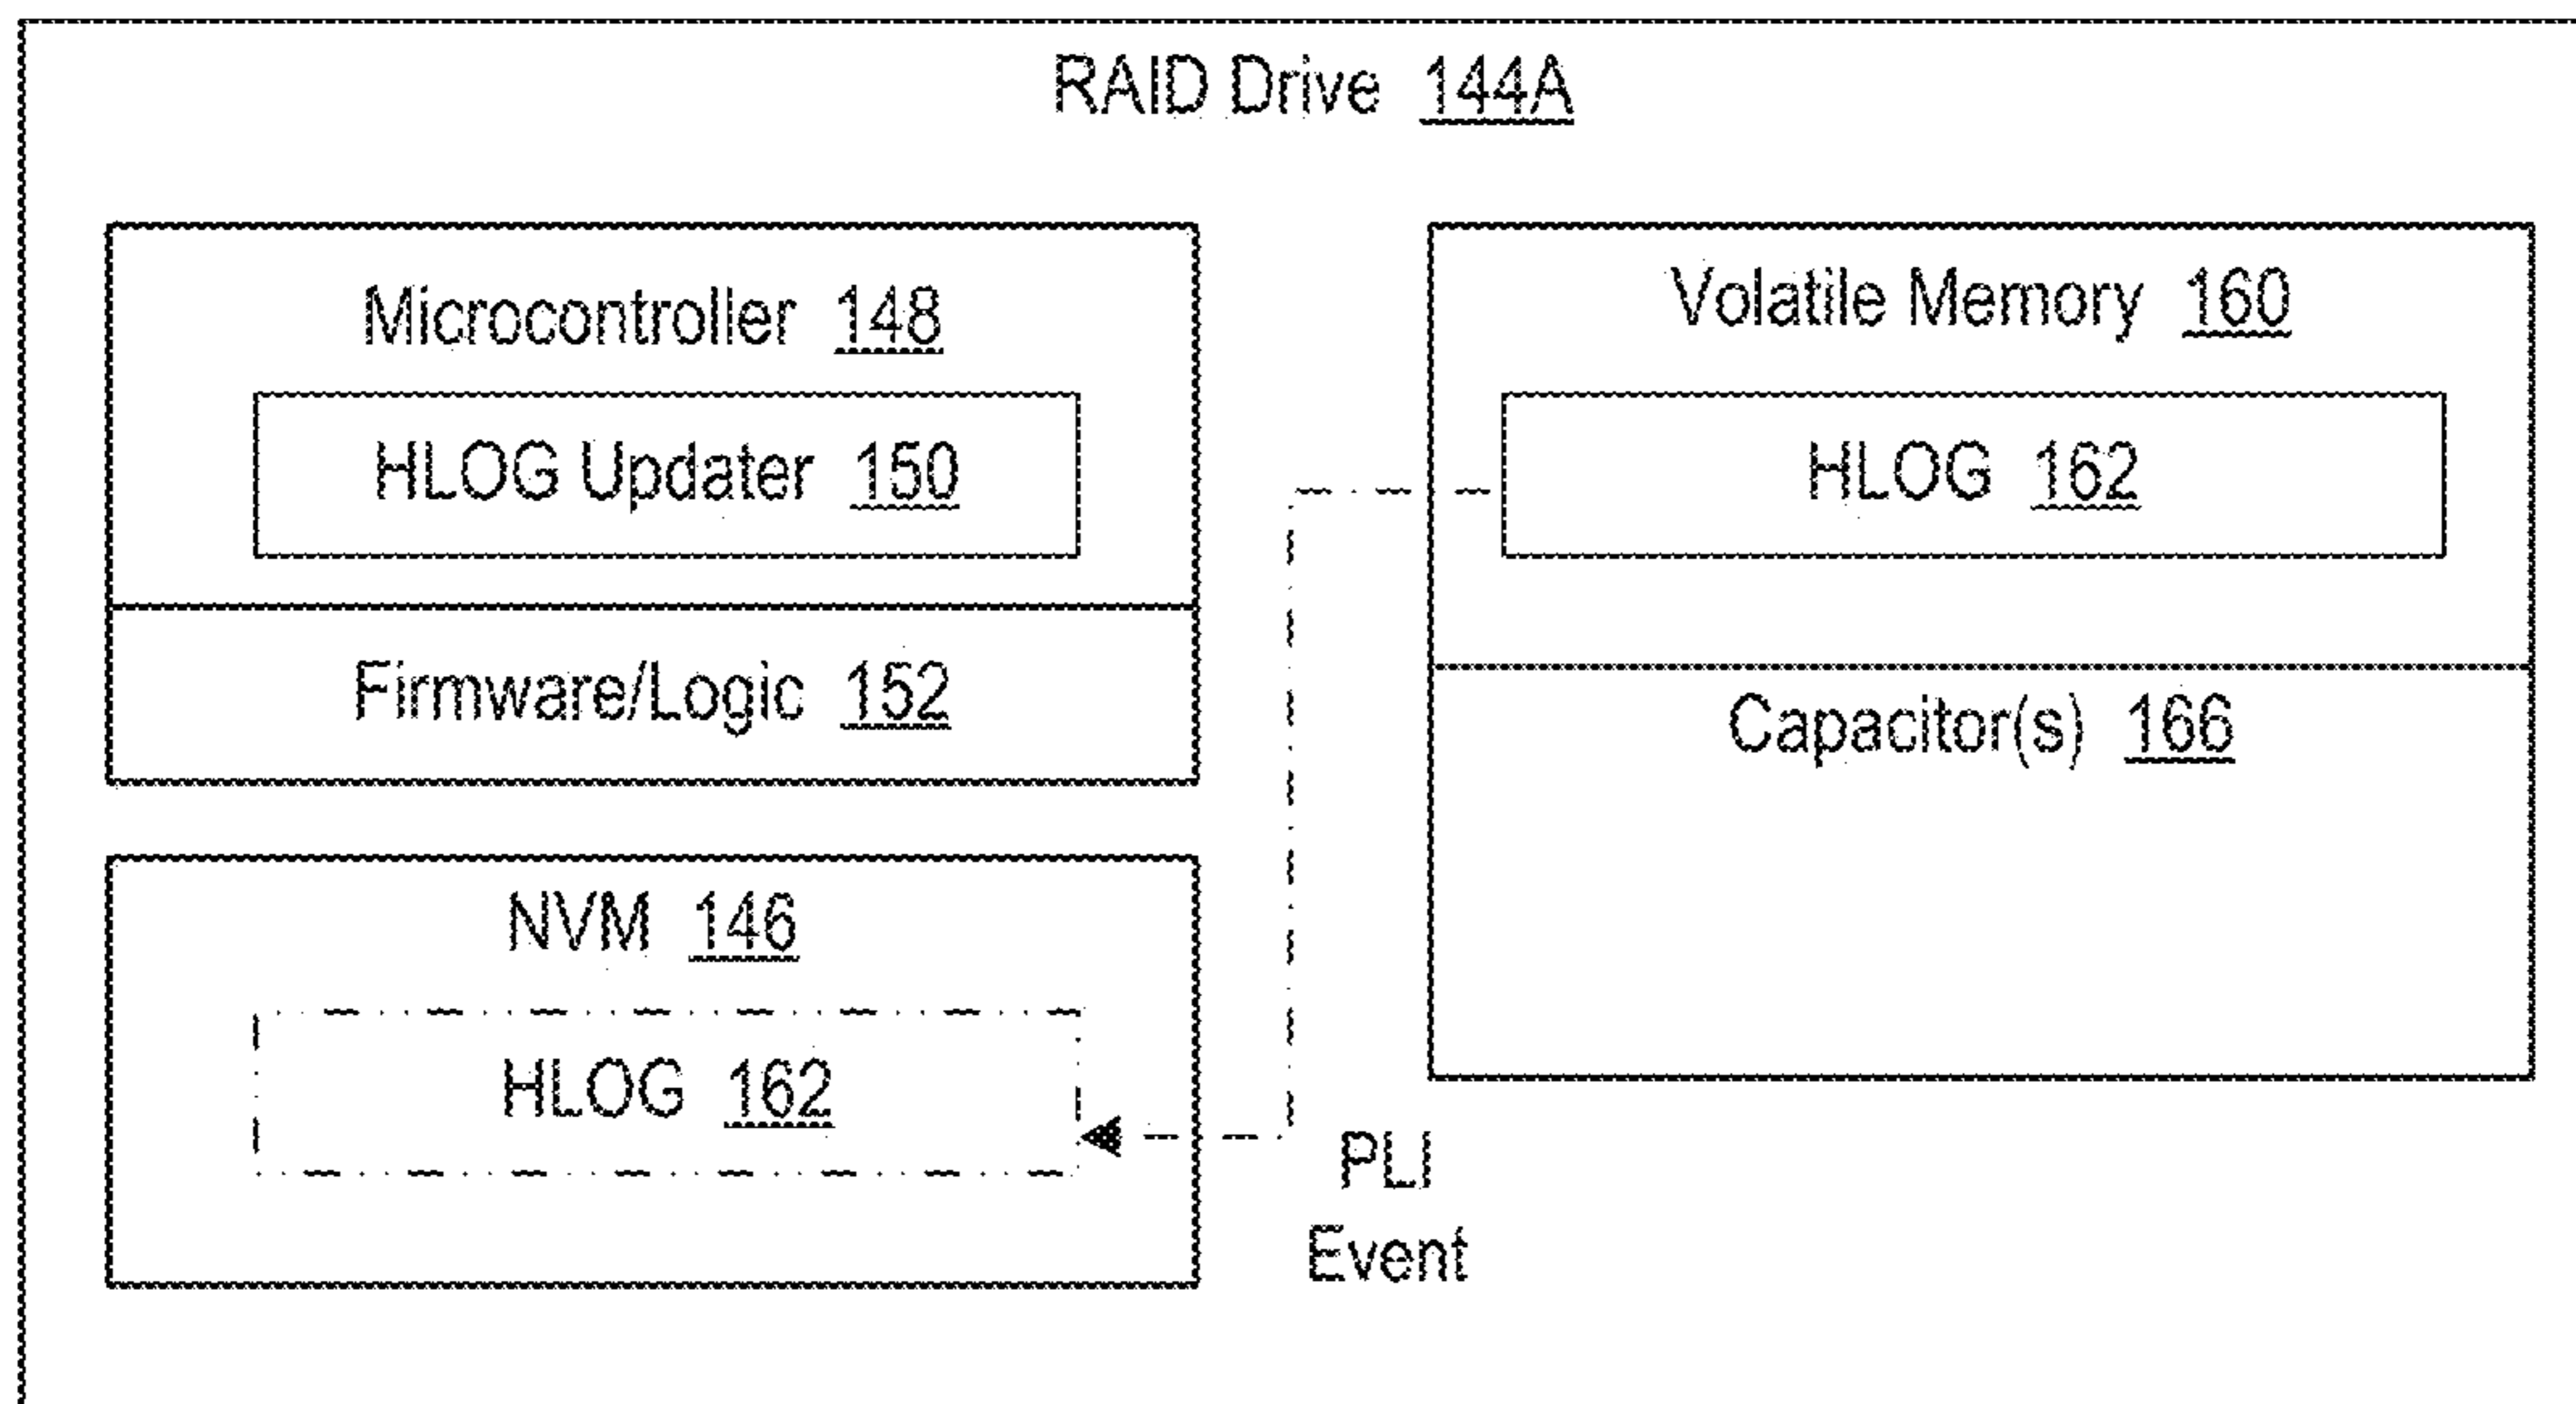 RAID Drive 144A
Microcontroller 148
HLOG Updater 150
Firmware/Logic 152
NVM 146
HLOG 162
Volatile Memory 160
HLOG 162
Capacitor(s) 166
PLI
Event